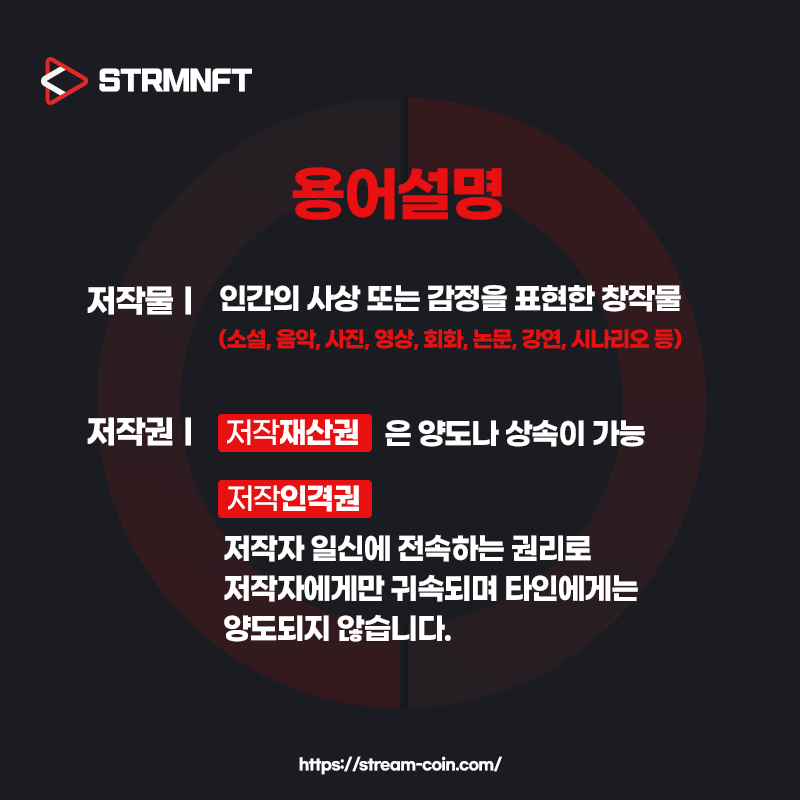 STRMNFT
용어설명
저작물 | 인간의 사상 또는 감정을 표현한 창작물
(소설, 음악, 사진, 영상, 회화, 논문, 강연, 시나리오 등)
저작권 | 저작재산권 은 양도나 상속이 가능
저작인격권
저작자 일신에 전속하는 권리로
저작자에게만 귀속되며 타인에게는
양도되지 않습니다.
https://stream-coin.com/